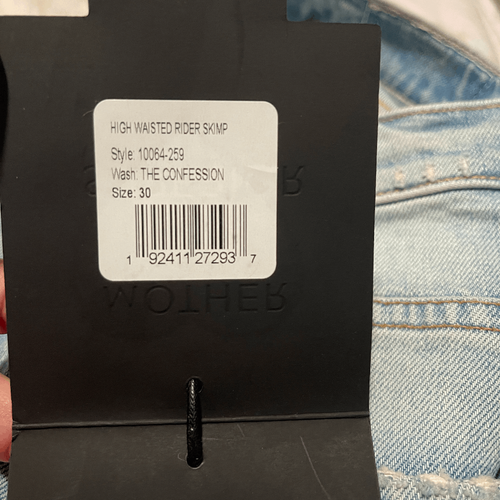 HIGH WAISTED RIDER SKIMP
Style: 10064-259
Wash: THE CONFESSION
Size: 30
1 92411 27293 7
MOTHER